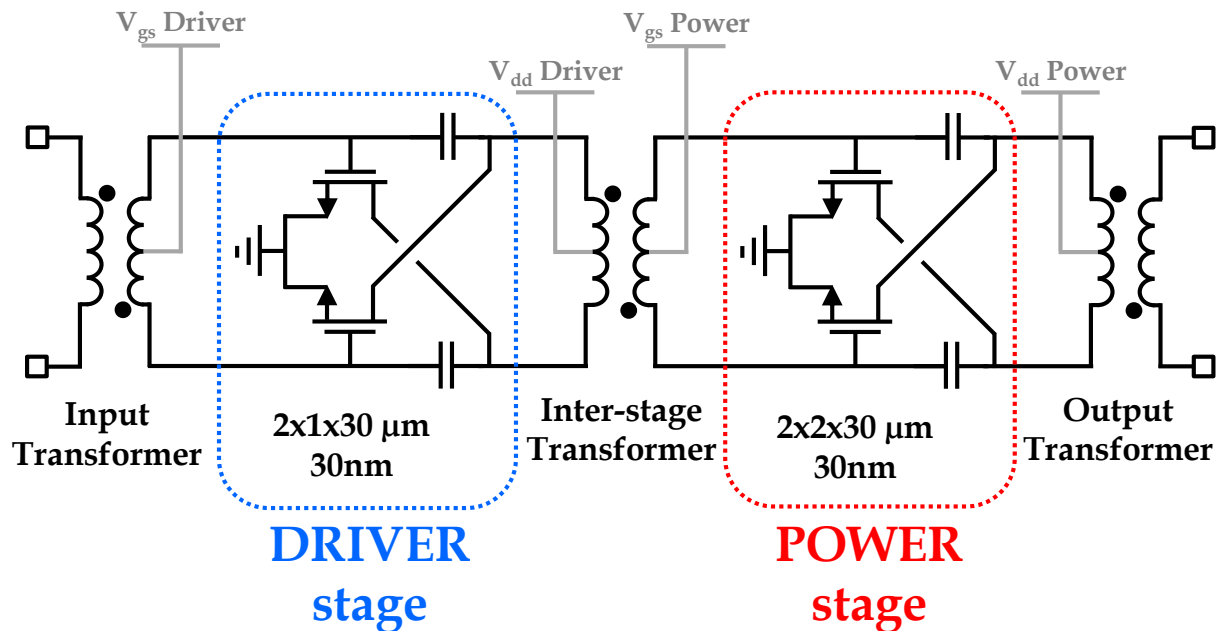 Vgs Driver
Vgs Power
Vdd Driver
Vdd Power
Input
Transformer
2x1x30 μm
30nm
Inter-stage
Transformer
2x2x30 μm
30nm
Output
Transformer
DRIVER
stage
POWER
stage